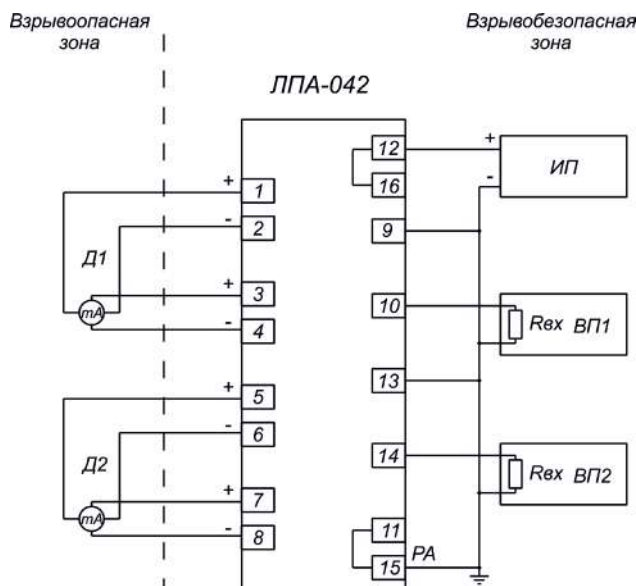 Взрывоопасная
зона
Взрывобезопасная
зона
ЛПА-042
+ 1
- 2
Д1
mA
+ 3
- 4
+ 5
- 6
Д2
mA
+ 7
- 8
12
16
9
10
13
14
11
15
PA
+
-
ИП
Rвх ВП1
Rвх ВП2